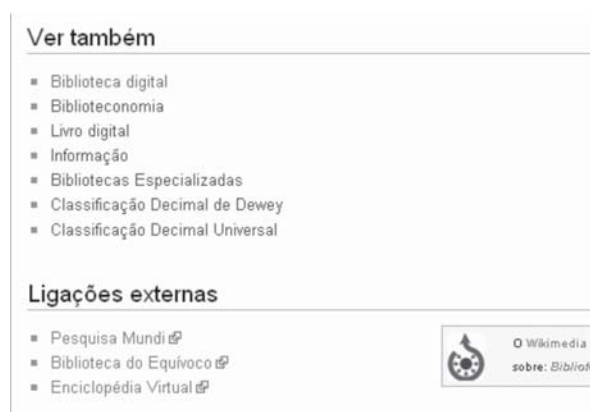 Ver também
Biblioteca digital
Biblioteconomia
Livro digital
Informação
Bibliotecas Especializadas
Classificação Decimal de Dewey
Classificação Decimal Universal
Ligações externas
Pesquisa Mundi
Biblioteca do Equívoco
Enciclopédia Virtual
O Wikimedia
sobre: